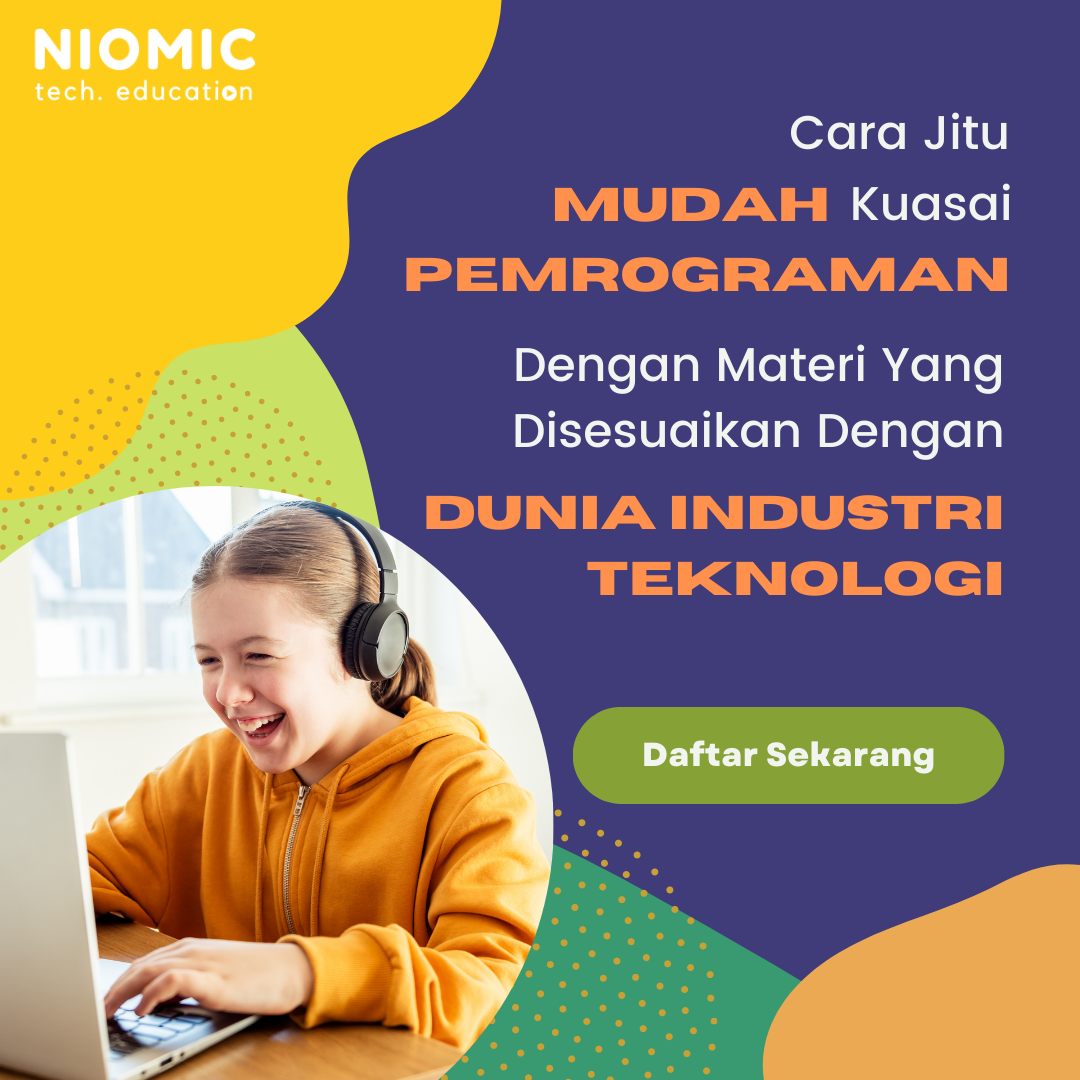 NIOMIC
tech. education
Cara Jitu
MUDAH Kuasai
PEMROGRAMAN
Dengan Materi Yang
Disesuaikan Dengan
DUNIA INDUSTRI
TEKNOLOGI
Daftar Sekarang